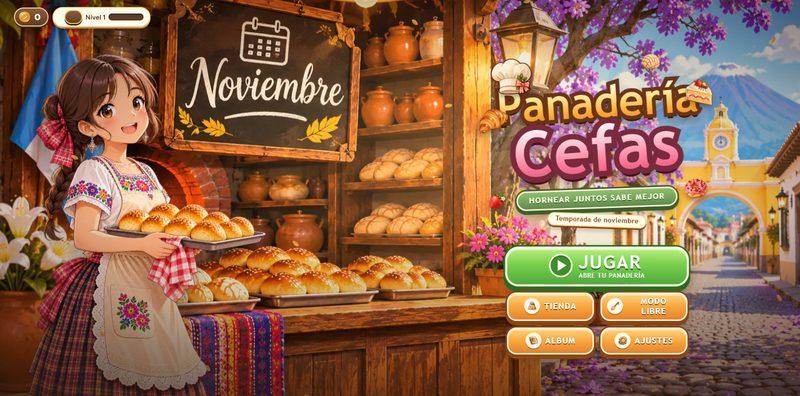 0
Nivel 1
Noviembre
Panadería
Cefas
HORNEAR JUNTOS SABE MEJOR
Temporada de noviembre
JUGAR
ABRE TU PANADERÍA
TIENDA
MODO
LIBRE
ALBUM
AJUSTES